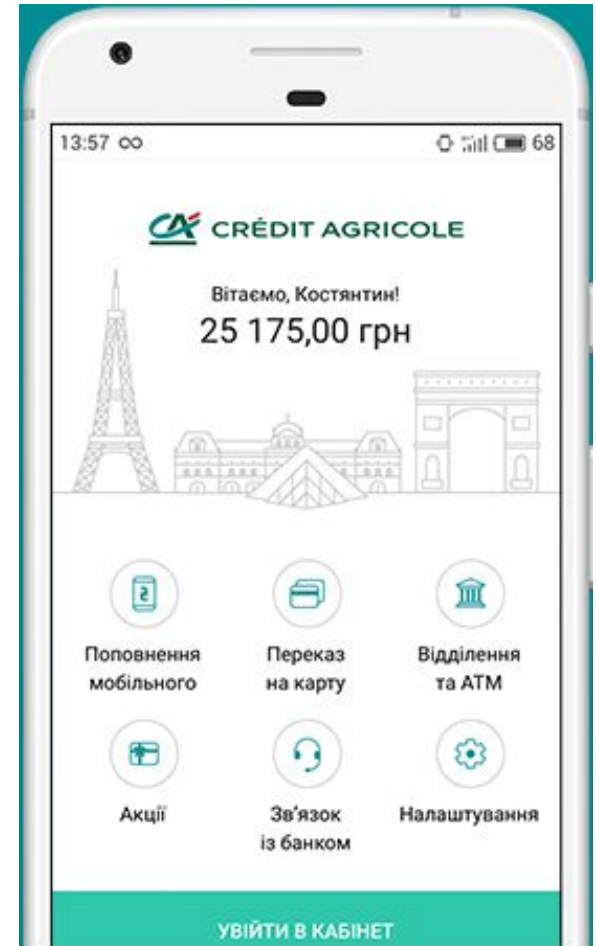 13:57
68
CRÉDIT AGRICOLE
Вітаємо, Костянтин!
25 175,00 грн
Поповнення
мобільного
Переказ
на карту
Відділення
та АТМ
Акції
Зв'язок
із банком
Налаштування
УВІЙТИ В КАБІНЕТ